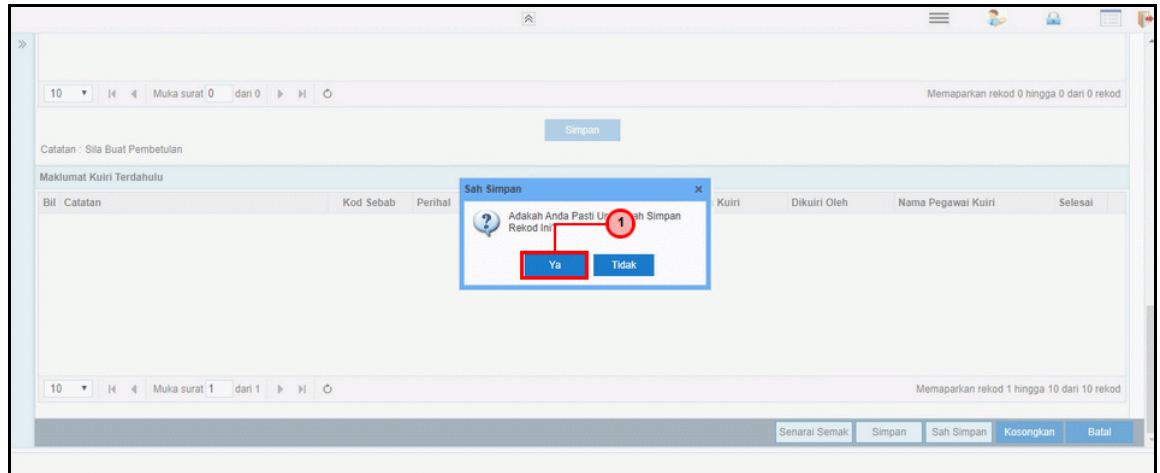 10 Muka surat 0 dari 0 Memaparkan rekod 0 hingga 0 dari 0 rekod
Simpan
Catatan : Sila Buat Pembetulan
Maklumat Kuiri Terdahulu
Bil Catatan Kod Sebab Perihal Kuiri Dikuiri Oleh Nama Pegawai Kuiri Selesai
Sah Simpan
Adakah Anda Pasti Sah Simpan
Rekod Ini
1
Ya Tidak
10 Muka surat 1 dari 1 Memaparkan rekod 1 hingga 10 dari 10 rekod
Senarai Semak Simpan Sah Simpan Kosongkan Batal